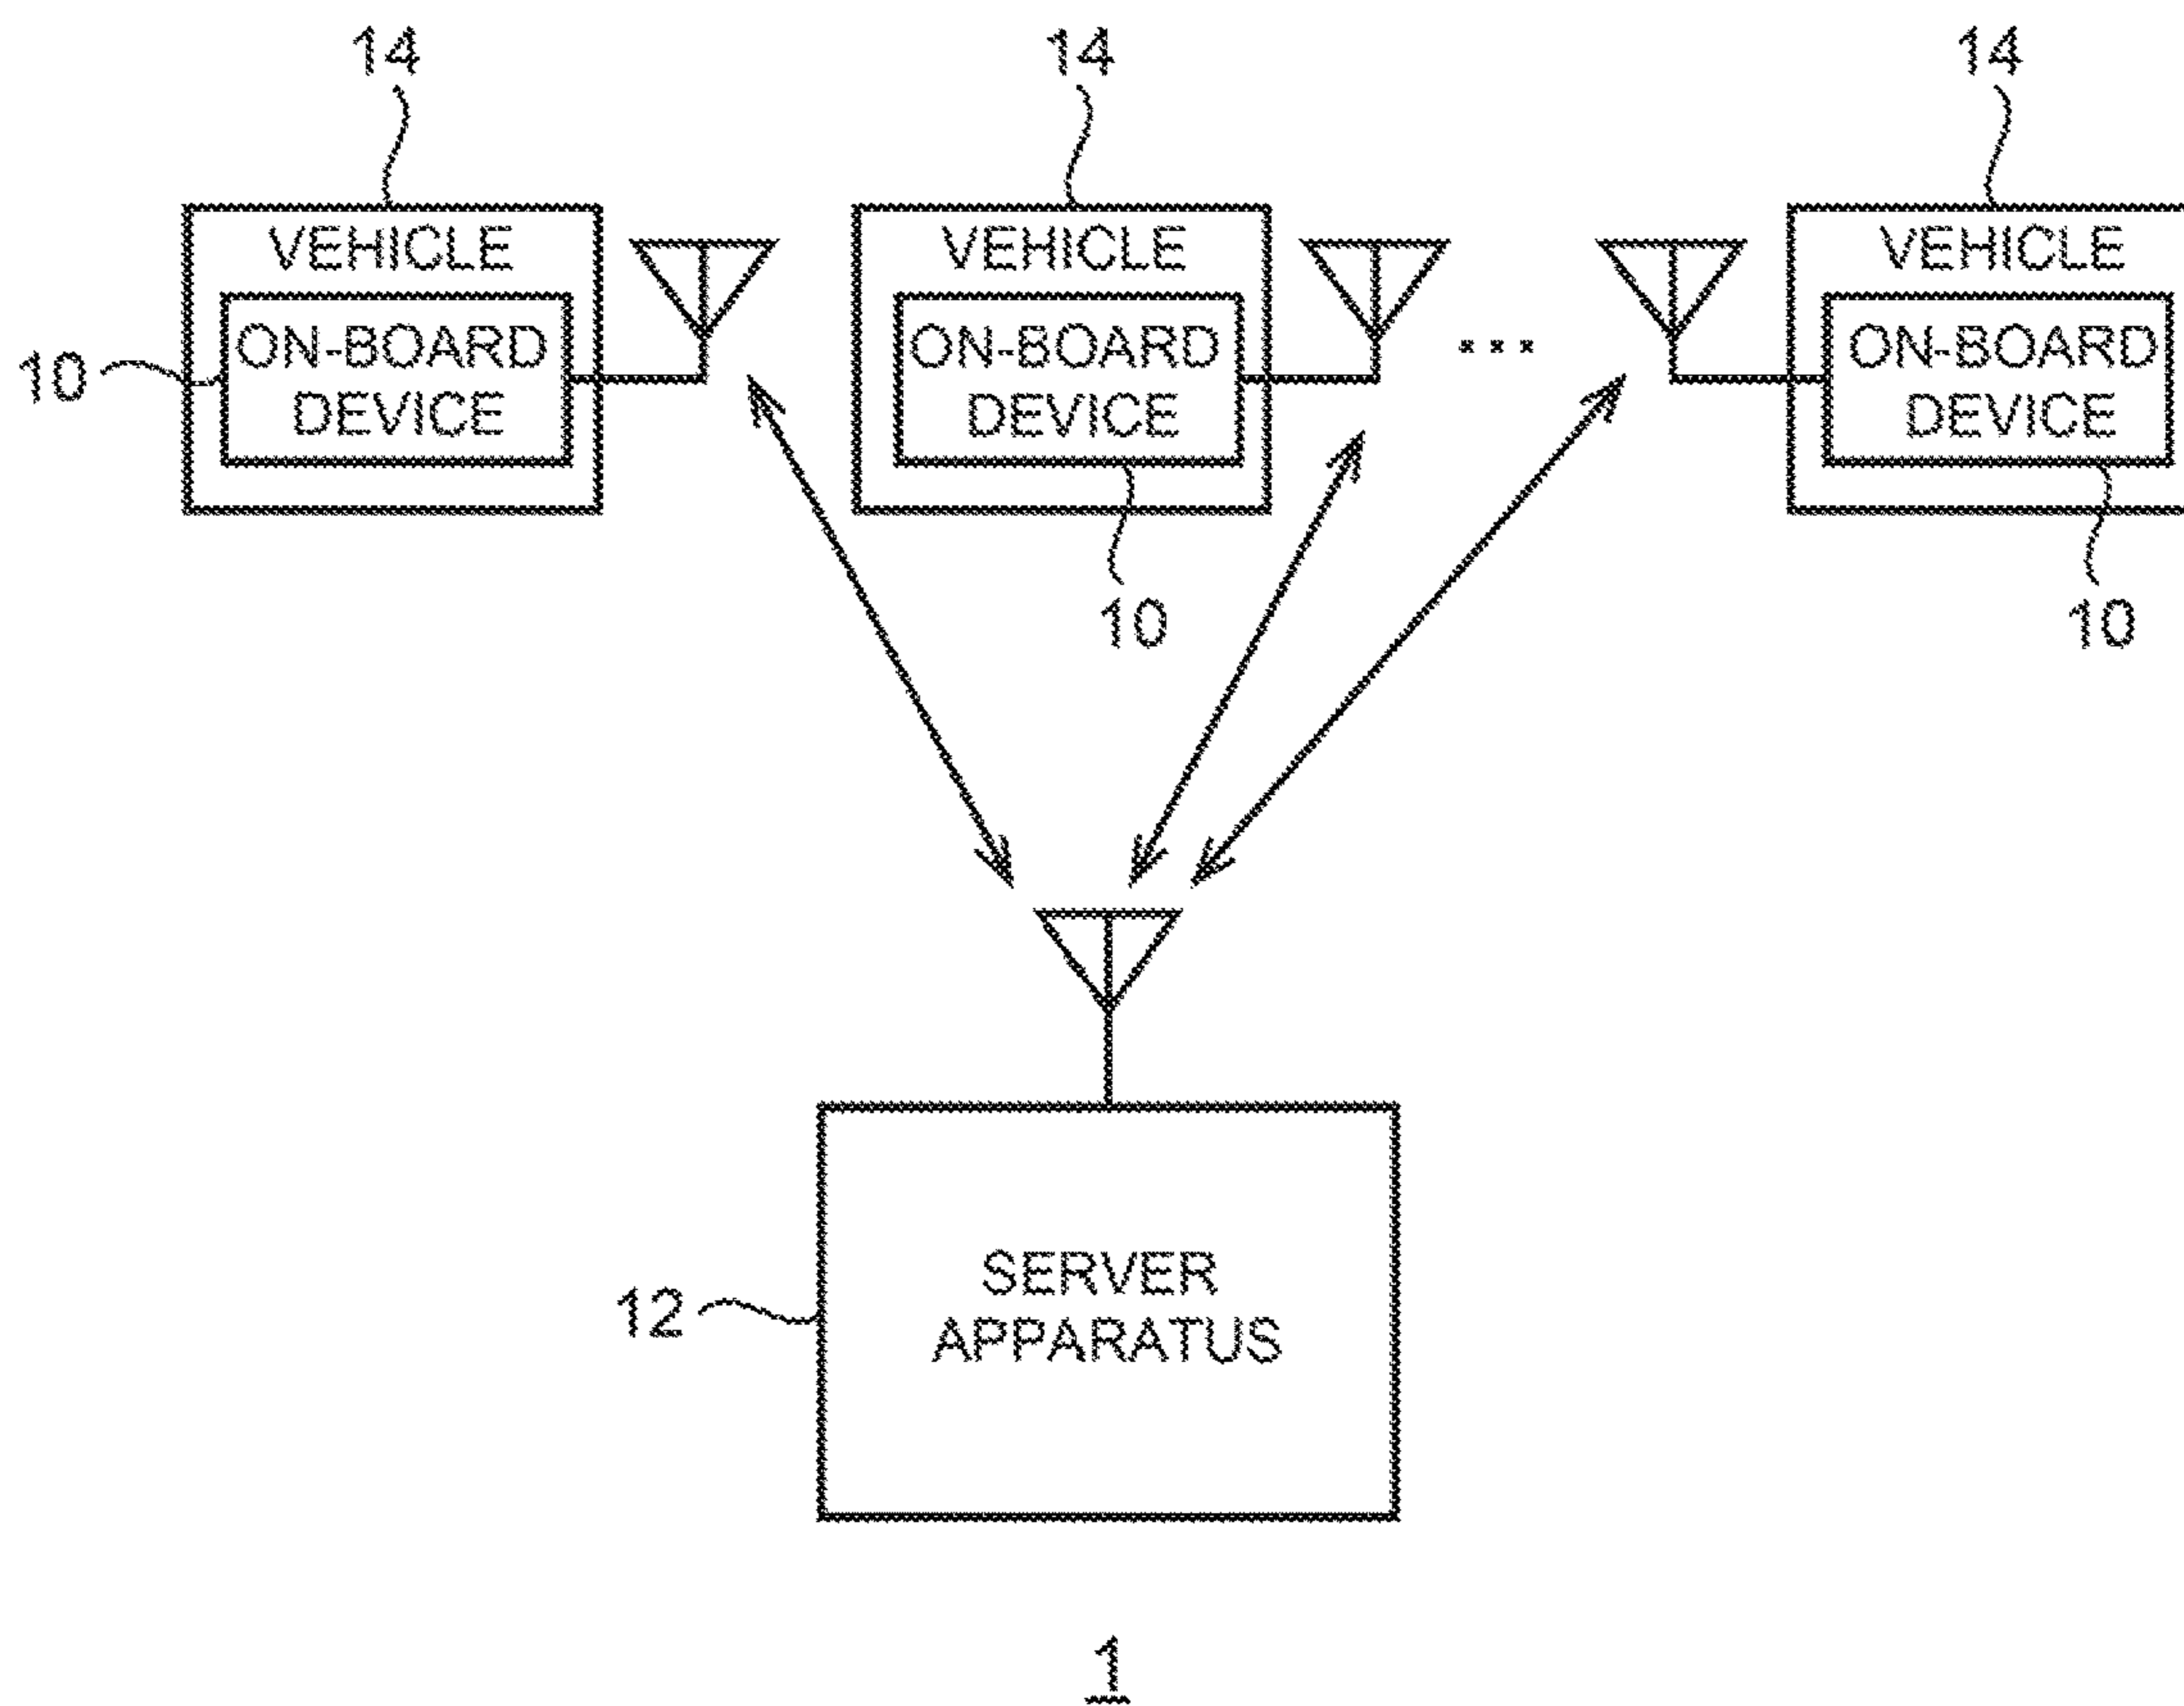 14 14 14
VEHICLE VEHICLE VEHICLE
10 ON-BOARD DEVICE ON-BOARD DEVICE ... ON-BOARD DEVICE
10 10
12 SERVER
APPARATUS
1